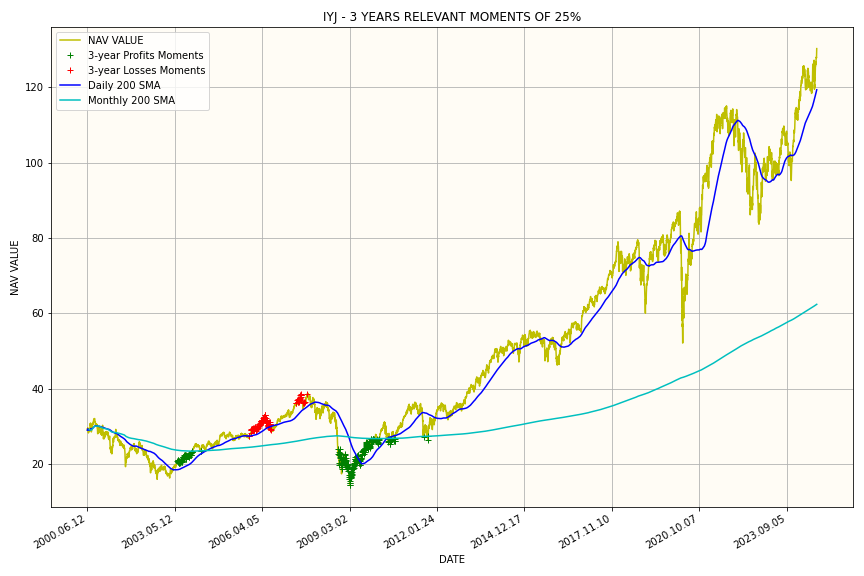 IYJ - 3 YEARS RELEVANT MOMENTS OF 25%
NAV VALUE
3-year Profits Moments
3-year Losses Moments
Daily 200 SMA
Monthly 200 SMA
NAV VALUE
120
100
80
60
40
20
2000.06.12
2003.05.12
2006.04.05
2009.03.02
2012.01.24
2014.12.17
2017.11.10
2020.10.07
2023.09.05
DATE